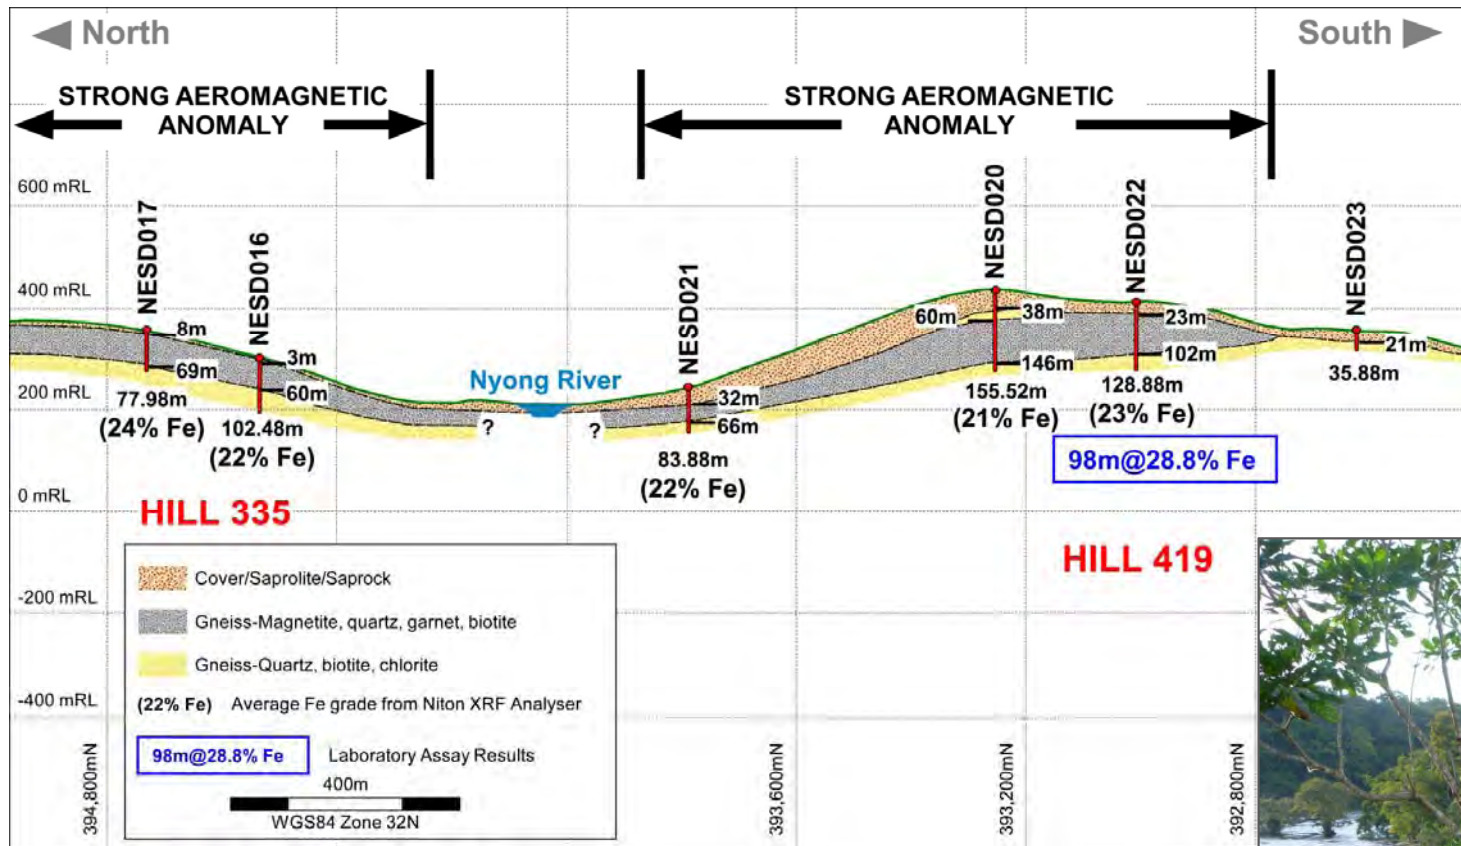 North
South
STRONG AEROMAGNETIC
ANOMALY
STRONG AEROMAGNETIC
ANOMALY
600 mRL
400 mRL
200 mRL
0 mRL
-200 mRL
-400 mRL
NESD017
NESD016
NESD021
NESD020
NESD022
NESD023
8m
69m
77.98m
(24% Fe)
3m
60m
102.48m
(22% Fe)
Nyong River
?
?
32m
66m
83.88m
(22% Fe)
60m
38m
146m
155.52m
(21% Fe)
23m
102m
128.88m
(23% Fe)
98m@28.8% Fe
21m
35.88m
HILL 335
HILL 419
Cover/Saprolite/Saprock
Gneiss-Magnetite, quartz, garnet, biotite
Gneiss-Quartz, biotite, chlorite
(22% Fe) Average Fe grade from Niton XRF Analyser
98m@28.8% Fe Laboratory Assay Results
400m
WGS84 Zone 32N
394,800mN
393,600mN
393,200mN
392,800mN